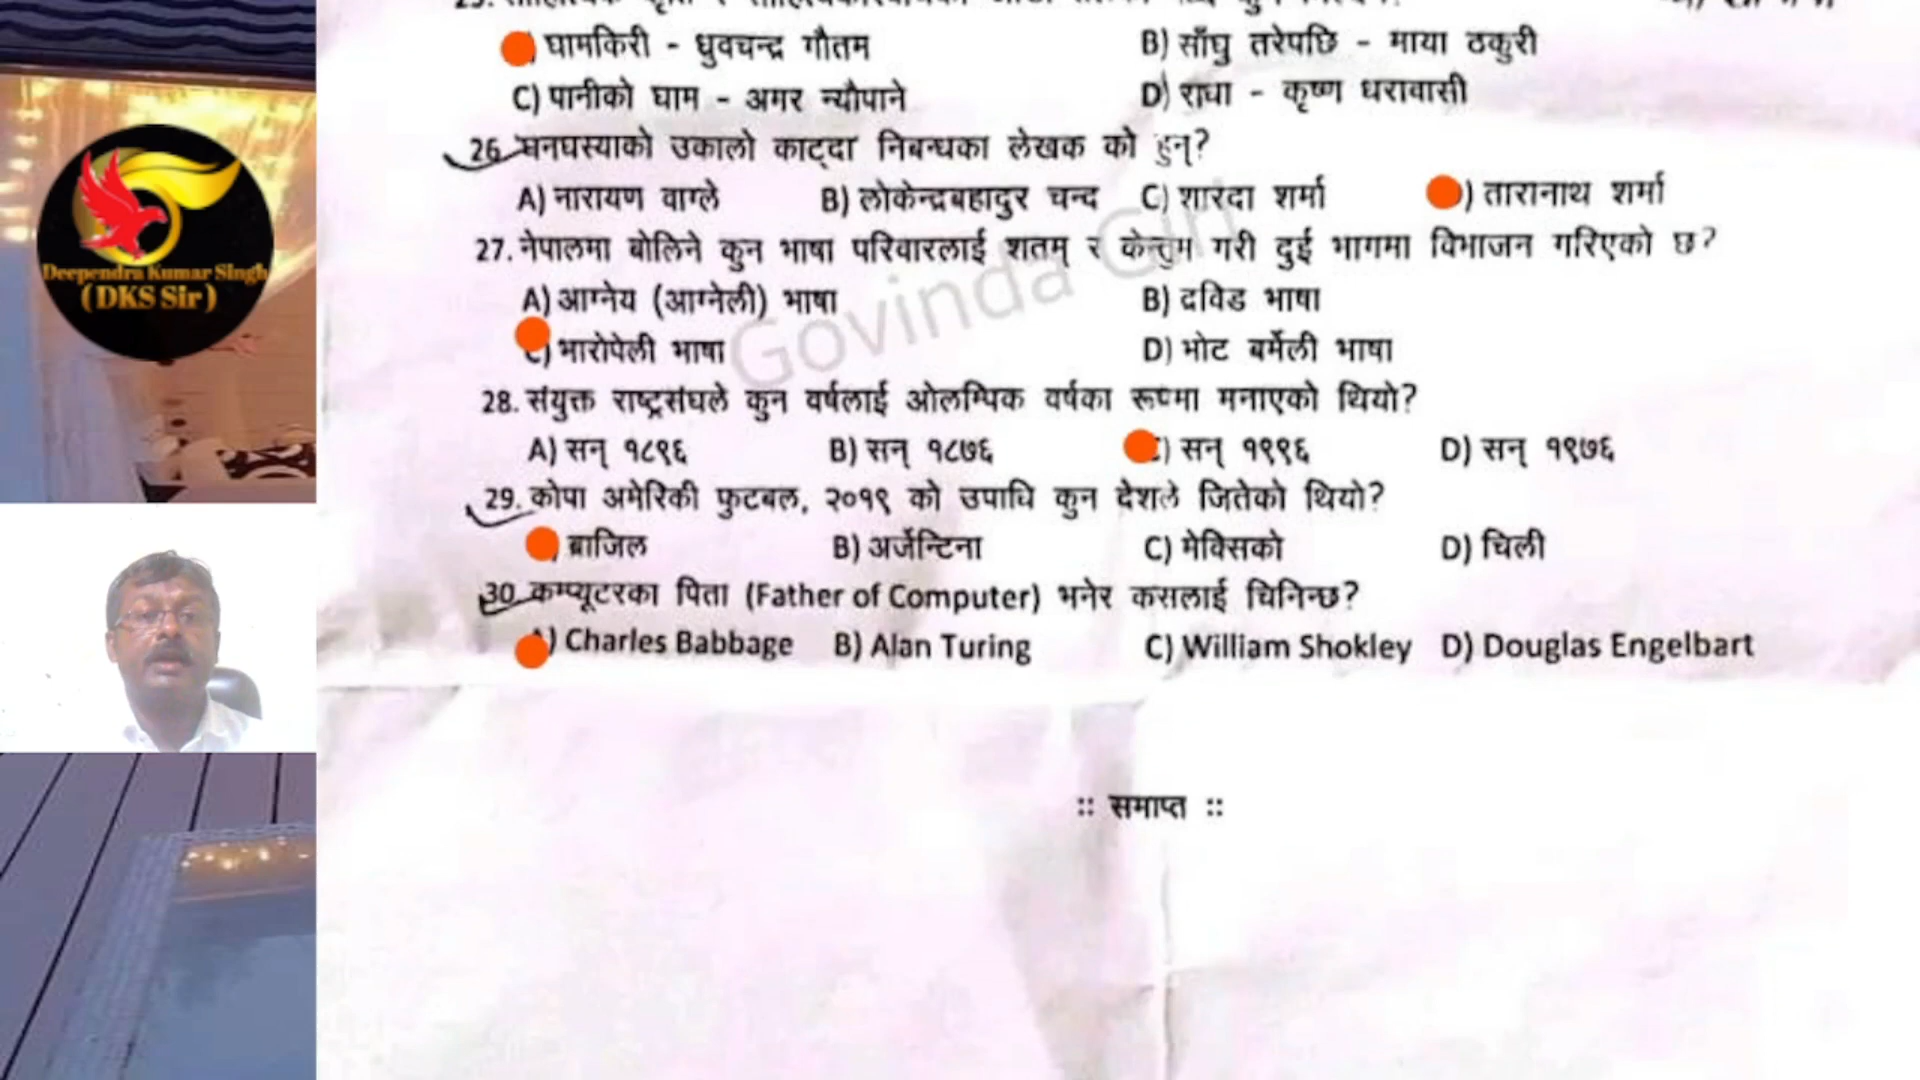 Deependra Kumar Singh
(DKS Sir)
घामकिरी - धुवचन्द्र गौतम B) साँघु तरेपछि - माया ठकुरी
C) पानीको घाम - अमर न्यौपाने D) राधा - कृष्ण धरावासी
26. घनघस्याको उकालो काट्दा निबन्धका लेखक को हुन्?
A) नारायण वाग्ले B) लोकेन्द्रबहादुर चन्द C) शारदा शर्मा ) तारानाथ शर्मा
27. नेपालमा बोलिने कुन भाषा परिवारलाई शतम् र केन्तुम गरी दुई भागमा विभाजन गरिएको छ?
A) आग्नेय (आग्नेली) भाषा B) द्रविड भाषा
C) भारोपेली भाषा D) भोट बर्मेली भाषा
Govinda Giri
28. संयुक्त राष्ट्रसंघले कुन वर्षलाई ओलम्पिक वर्षका रूपमा मनाएको थियो?
A) सन् १८९६ B) सन् १८७६ C) सन् १९९६ D) सन् १९७६
29. कोपा अमेरिकी फुटबल, २०१९ को उपाधि कुन देशले जितेको थियो?
ब्राजिल B) अर्जेन्टिना C) मेक्सिको D) चिली
30 कम्प्यूटरका पिता (Father of Computer) भनेर कसलाई चिनिन्छ?
A) Charles Babbage B) Alan Turing C) William Shokley D) Douglas Engelbart
:: समाप्त ::